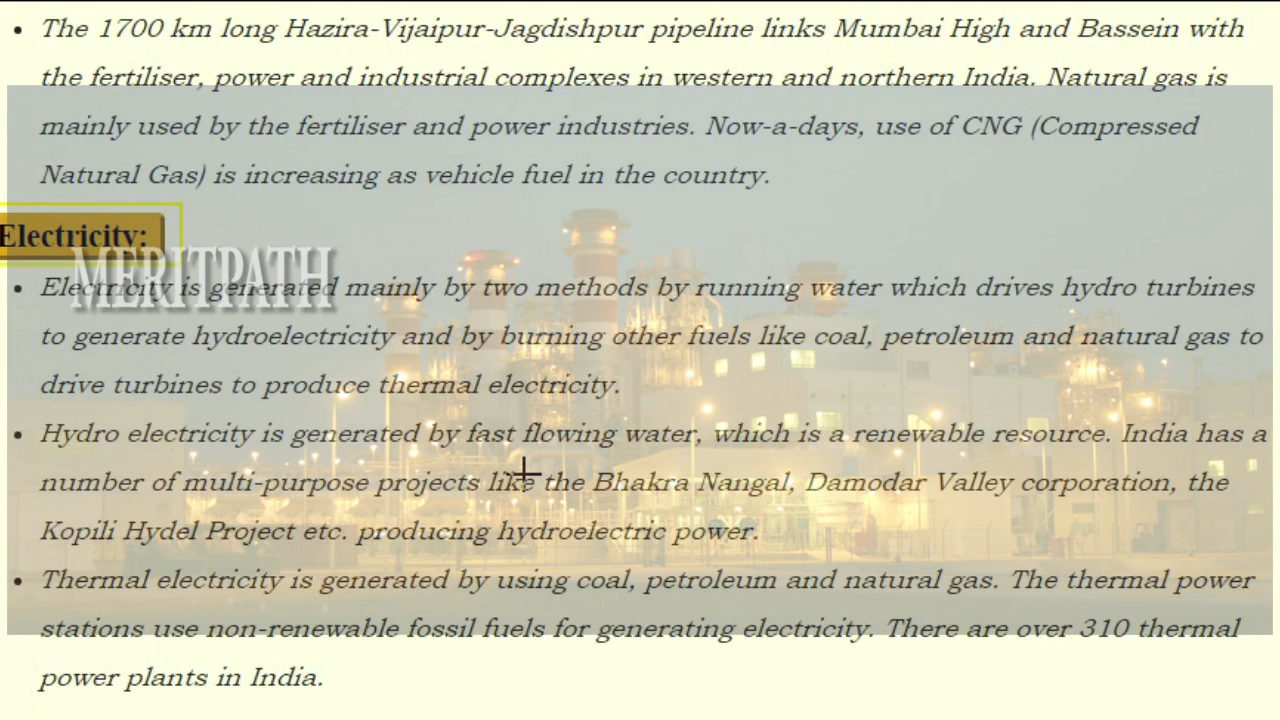 • The 1700 km long Hazira-Vijaipur-Jagdishpur pipeline links Mumbai High and Bassein with
the fertiliser, power and industrial complexes in western and northern India. Natural gas is
mainly used by the fertiliser and power industries. Now-a-days, use of CNG (Compressed
Natural Gas) is increasing as vehicle fuel in the country.
Electricity:
MERITPATH
• Electricity is generated mainly by two methods by running water which drives hydro turbines
to generate hydroelectricity and by burning other fuels like coal, petroleum and natural gas to
drive turbines to produce thermal electricity.
• Hydro electricity is generated by fast flowing water, which is a renewable resource. India has a
number of multi-purpose projects like the Bhakra Nangal, Damodar Valley corporation, the
Kopili Hydel Project etc. producing hydroelectric power.
• Thermal electricity is generated by using coal, petroleum and natural gas. The thermal power
stations use non-renewable fossil fuels for generating electricity. There are over 310 thermal
power plants in India.